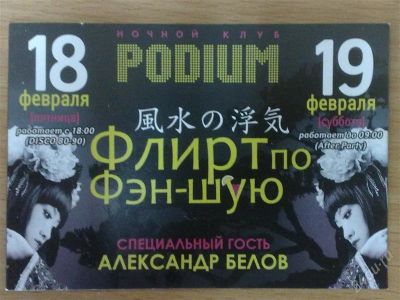 НОЧНОЙ КЛУБ
PODIUM
18
февраля
[пятница]
работает с 18:00
(DISCO 80-90)
19
февраля
[суббота]
работает до 09:00
(After Party)
風水の浮気
Флирт по
Фэн-шую
СПЕЦИАЛЬНЫЙ ГОСТЬ
АЛЕКСАНДР БЕЛОВ